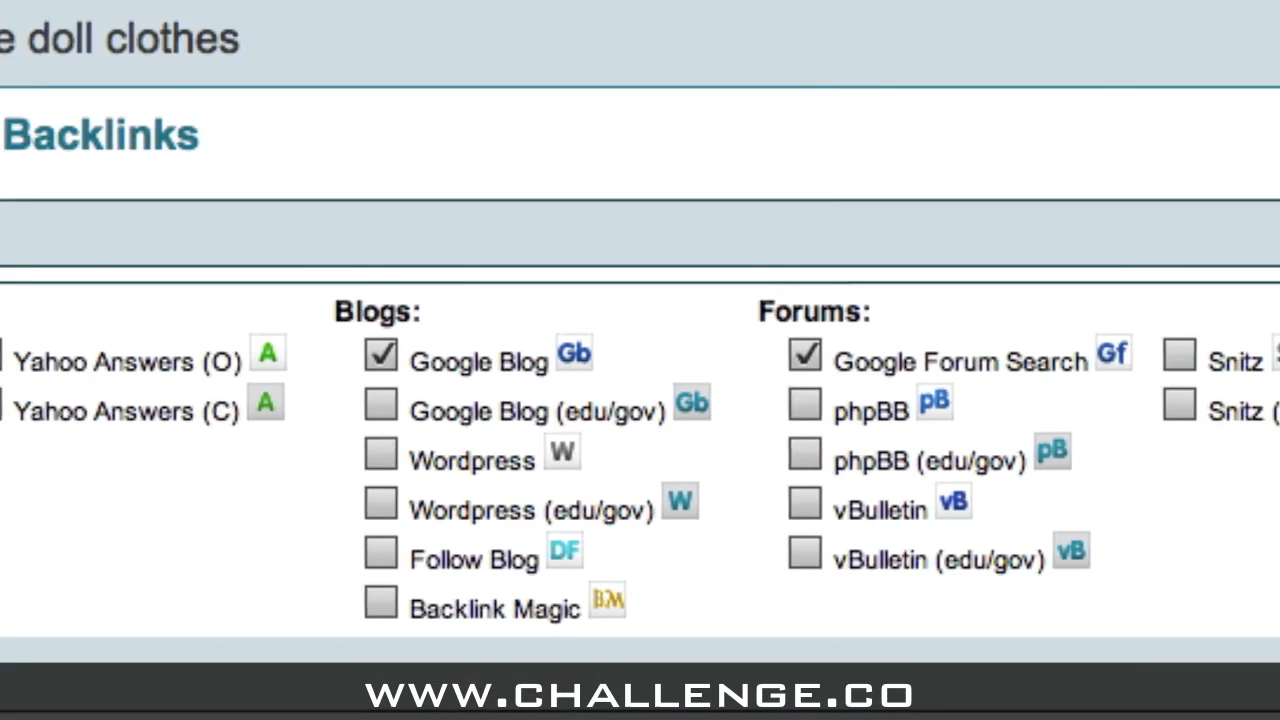 e doll clothes
Backlinks
Blogs:
Forums:
Yahoo Answers (O) A
Google Blog Gb
Google Forum Search Gf
Snitz
Yahoo Answers (C) A
Google Blog (edu/gov) Gb
phpBB pB
Snitz (
Wordpress W
phpBB (edu/gov) pB
Wordpress (edu/gov) W
vBulletin vB
Follow Blog DF
vBulletin (edu/gov) vB
Backlink Magic BM
WWW.CHALLENGE.CO